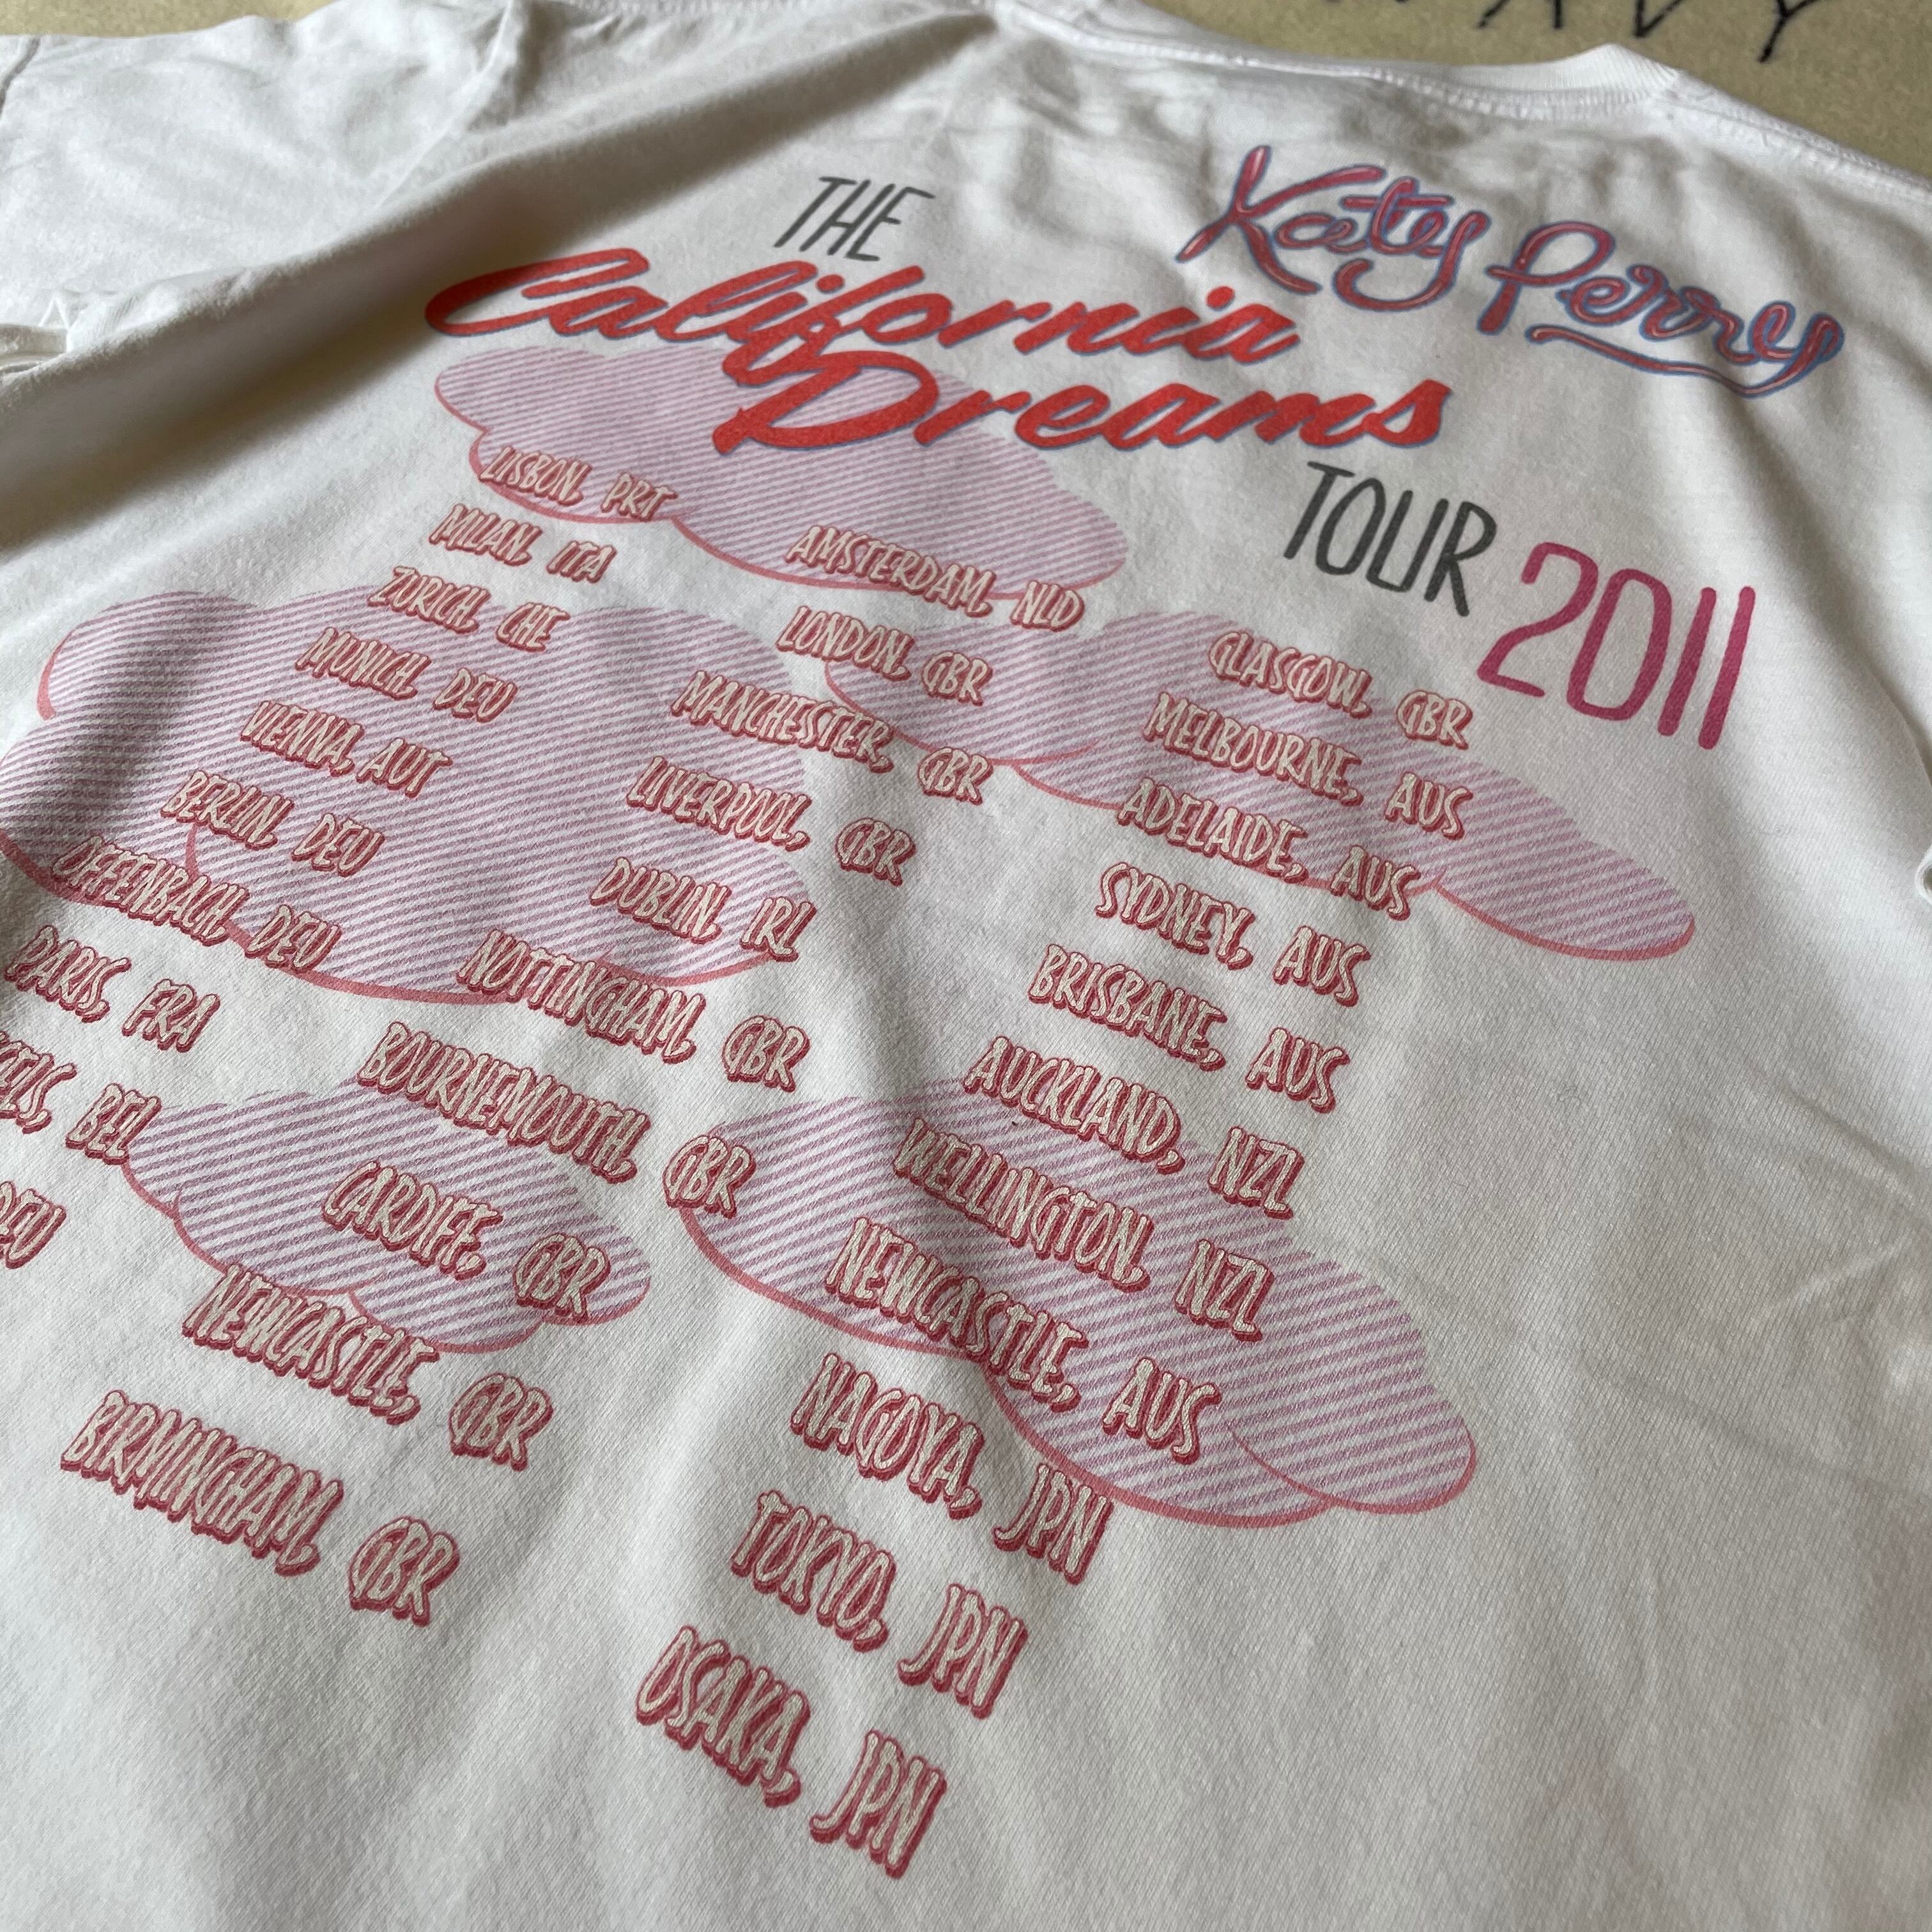 Katy Perry
THE
California
Dreams
TOUR 2011
LISBON, PRT
MILAN, ITA
ZURICH, CHE
MUNICH, DEU
VIENNA, AUT
BERLIN, DEU
OFFENBACH, DEU
PARIS, FRA
BEL
DEU
AMSTERDAM, NLD
LONDON, GBR
MANCHESTER, GBR
LIVERPOOL, GBR
DUBLIN, IRL
NOTTINGHAM, GBR
BOURNEMOUTH, GBR
CARDIFF, GBR
NEWCASTLE, GBR
BIRMINGHAM, GBR
GLASGOW, GBR
MELBOURNE, AUS
ADELAIDE, AUS
SYDNEY, AUS
BRISBANE, AUS
AUCKLAND, NZL
WELLINGTON, NZL
NEWCASTLE, AUS
NAGOYA, JPN
TOKYO, JPN
OSAKA, JPN